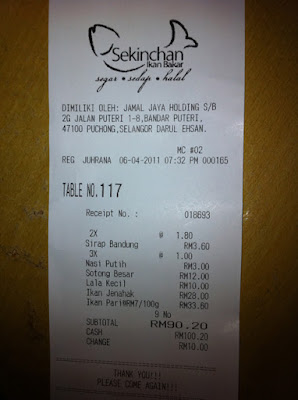 Sekinchan
Ikan Bakar
segar • sedap • halal
DIMILIKI OLEH: JAMAL JAYA HOLDING S/B
2G JALAN PUTERI 1-8,BANDAR PUTERI,
47100 PUCHONG,SELANGOR DARUL EHSAN.
MC #02
REG JUHRANA 06-04-2011 07:32 PM 000165
TABLE NO.117
Receipt No. : 018693
2X @ 1.80
Sirap Bandung RM3.60
3X @ 1.00
Nasi Putih RM3.00
Sotong Besar RM12.00
Lala Kecil RM10.00
Ikan Jenahak RM28.00
Ikan Pari@RM7/100g RM33.60
9 No
SUBTOTAL RM90.20
CASH RM100.20
CHANGE RM10.00
THANK YOU!!!
PLEASE COME AGAIN!!!